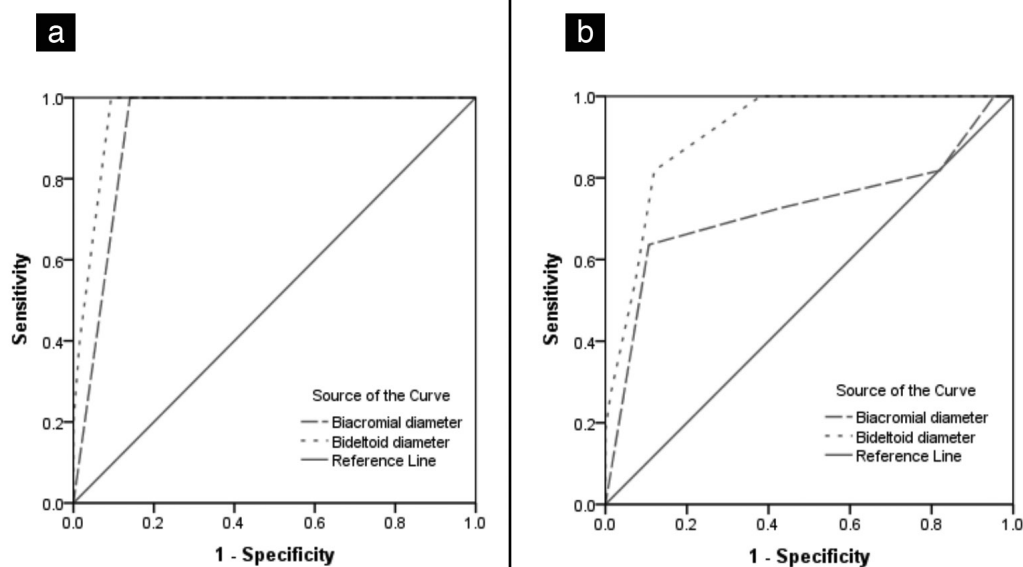 a
1.0
0.8
0.6
0.4
0.2
0.0
Sensitivity
Source of the Curve
Biacromial diameter
Bideltoid diameter
Reference Line
0.0 0.2 0.4 0.6 0.8 1.0
1 - Specificity
b
1.0
0.8
0.6
0.4
0.2
0.0
Sensitivity
Source of the Curve
Biacromial diameter
Bideltoid diameter
Reference Line
0.0 0.2 0.4 0.6 0.8 1.0
1 - Specificity